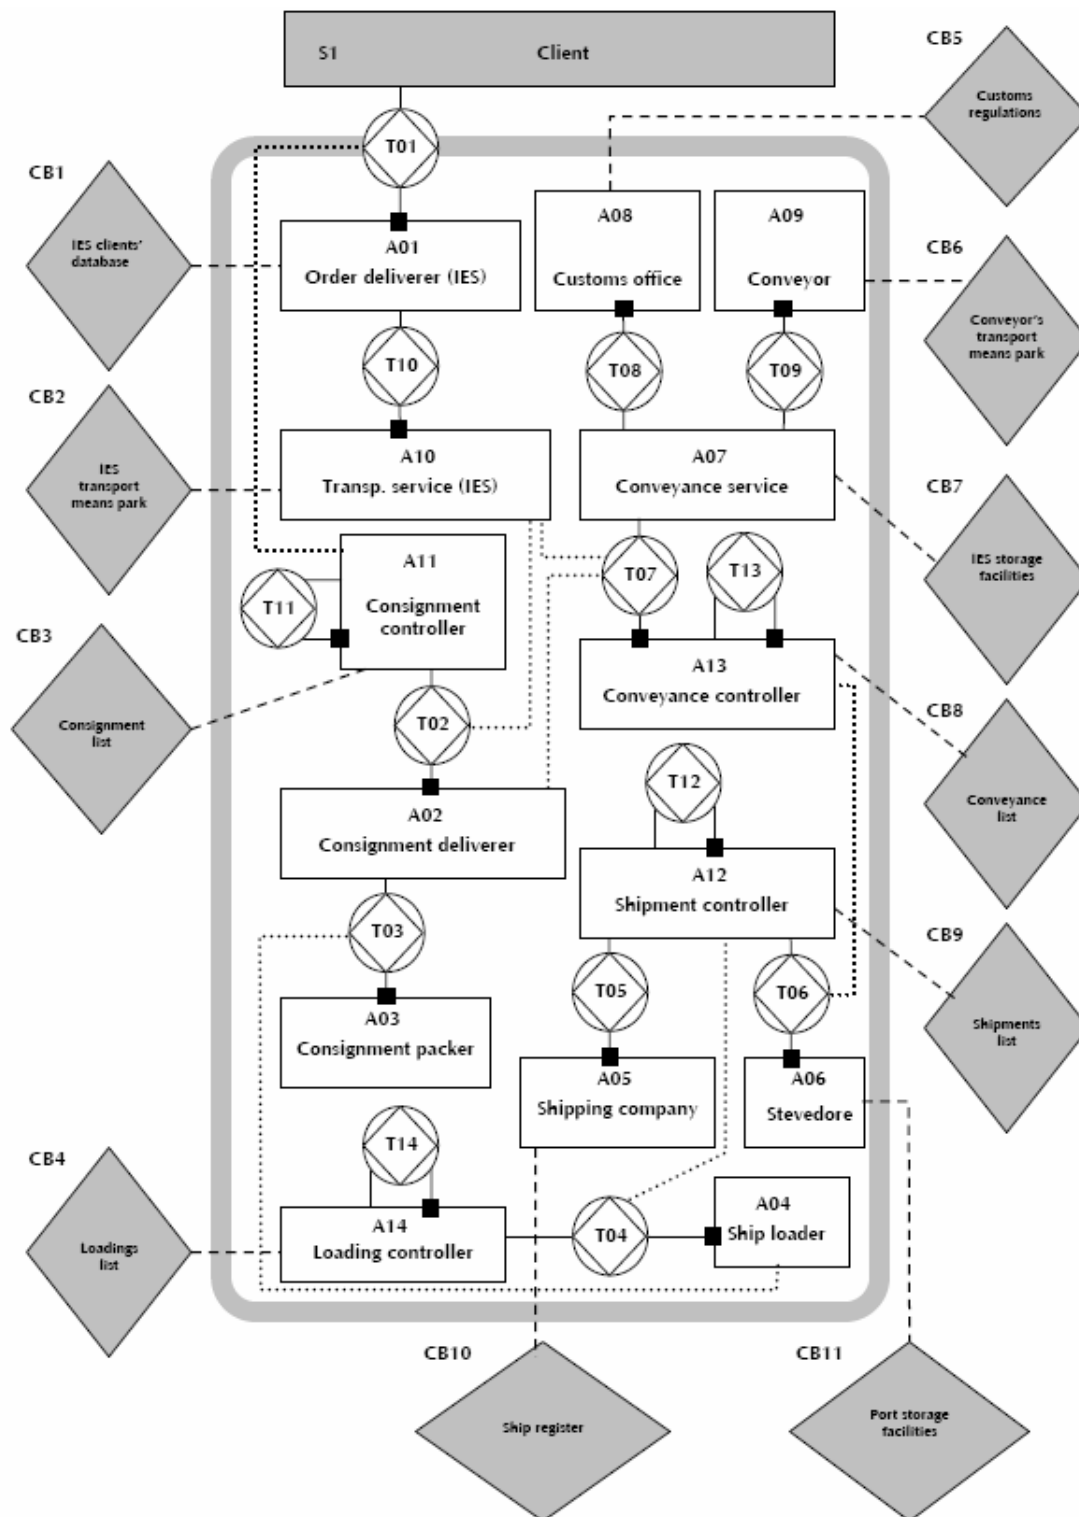 S1 Client
CB5
Customs
regulations
T01
CB1
IES clients'
database
A01
Order deliverer (IES)
A08
Customs office
A09
Conveyor
CB6
Conveyor's
transport
means park
T10
T08
T09
CB2
IES
transport
means park
A10
Transp. service (IES)
A07
Conveyance service
CB7
IES storage
facilities
A11
Consignment
controller
T11
T07
T13
CB3
Consignment
list
A13
Conveyance controller
T02
CB8
Conveyance
list
T12
A02
Consignment deliverer
A12
Shipment controller
T03
CB9
Shipments
list
T05
T06
A03
Consignment packer
A05
Shipping company
A06
Stevedore
T14
CB4
Loadings
list
A14
Loading controller
T04
A04
Ship loader
CB10
Ship register
CB11
Port storage
facilities